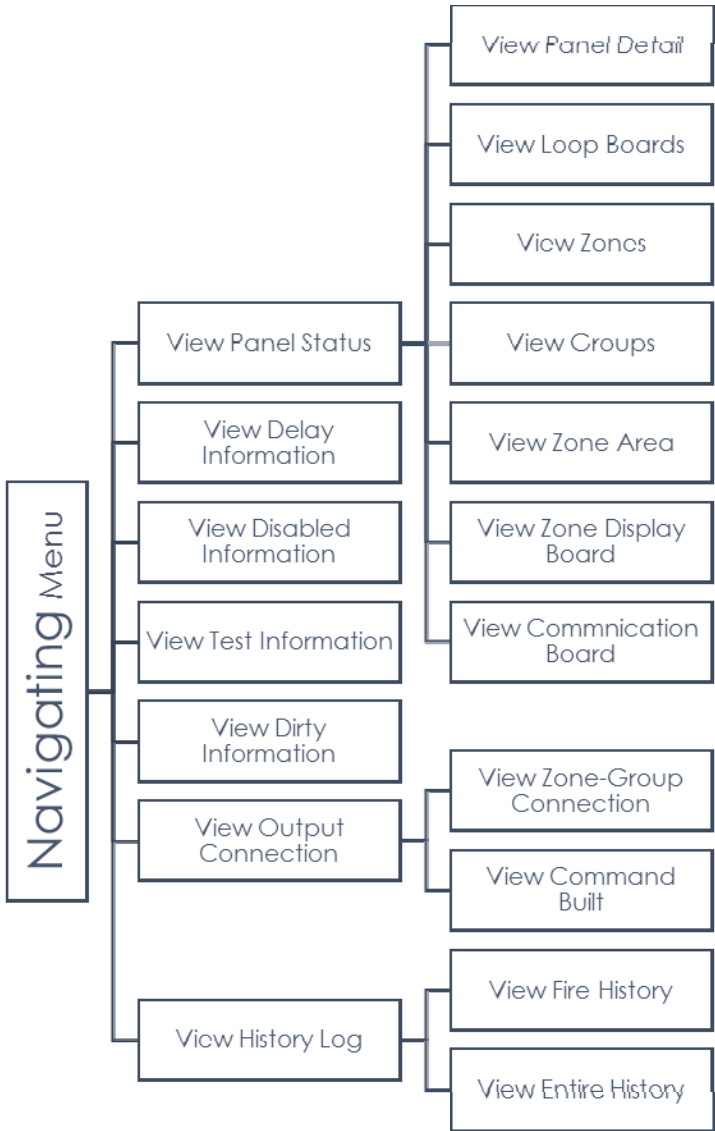 Navigating Menu
View Panel Status
View Panel Detail
View Loop Boards
View Zones
View Groups
View Zone Area
View Zone Display
Board
View Commnication
Board
View Delay
Information
View Disabled
Information
View Test Information
View Dirty
Information
View Output
Connection
View Zone-Group
Connection
View Command
Built
View History Log
View Fire History
View Entire History